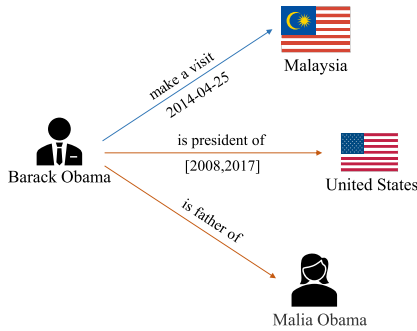 Malaysia
make a visit
2014-04-25
is president of
[2008,2017]
Barack Obama
United States
is father of
Malia Obama